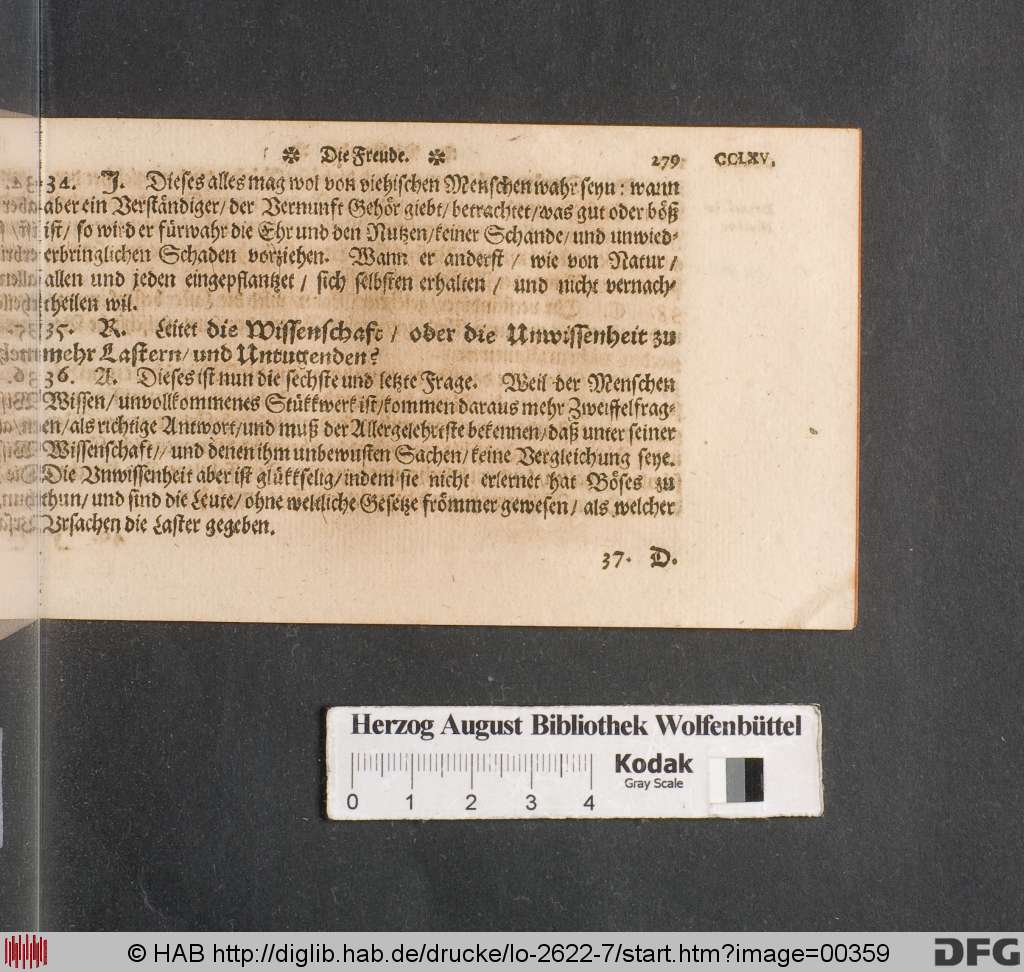 ❊ Die Freude. ❊ 279 CCLXV.
34. J. Dieses alles mag wol von viehischen Menschen wahr seyn: wann
aber ein Verständiger/ der Vernunft Gehör giebt/ betrachtet/ was gut oder böß
ist/ so wird er fürwahr die Ehr und den Nutzen/ keiner Schande/ und unwied-
erbringlichen Schaden vorziehen. Wann er anderst / wie von Natur /
allen und jeden eingepflantzet / sich selbsten erhalten / und nicht vernach-
theilen wil.
35. R. Leitet die Wissenschaft / oder die Unwissenheit zu
mehr Lastern/ und Untugenden?
36. A. Dieses ist nun die sechste und letzte Frage. Weil der Menschen
Wissen/ unvollkommenes Stükkwerk ist/ kommen daraus mehr Zweiffelfrag-
en/ als richtige Antwort/ und muß der Allergelehrtste bekennen/ daß unter seiner
Wissenschaft// und denen ihm unbewusten Sachen/ keine Vergleichung seye.
Die Vnwissenheit aber ist glükkselig/ indem sie nicht erlernet hat Böses zu
thun/ und sind die Leute/ ohne weltliche Gesetze frömmer gewesen/ als welcher
Vrsachen die Laster gegeben.
37. D.
Herzog August Bibliothek Wolfenbüttel
Kodak
Gray Scale
0 1 2 3 4
© HAB http://diglib.hab.de/drucke/lo-2622-7/start.htm?image=00359
DFG